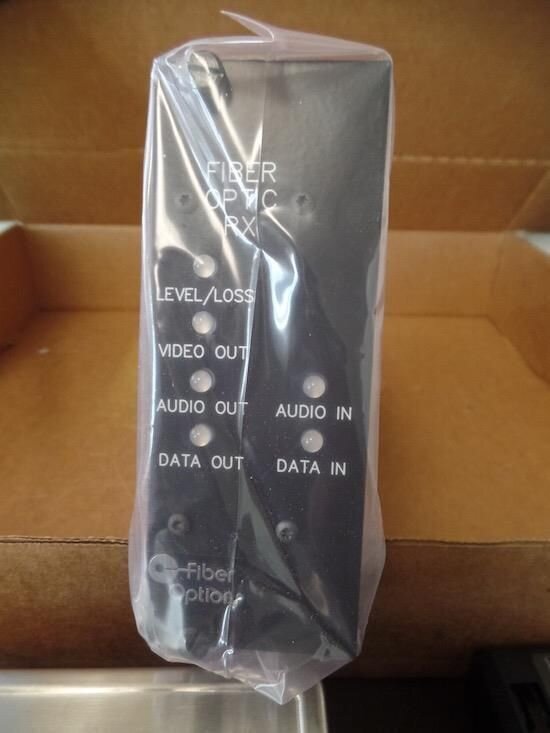 FIBER
OPTIC
RX
LEVEL/LOSS
VIDEO OUT
AUDIO OUT AUDIO IN
DATA OUT DATA IN
Fiber
Options